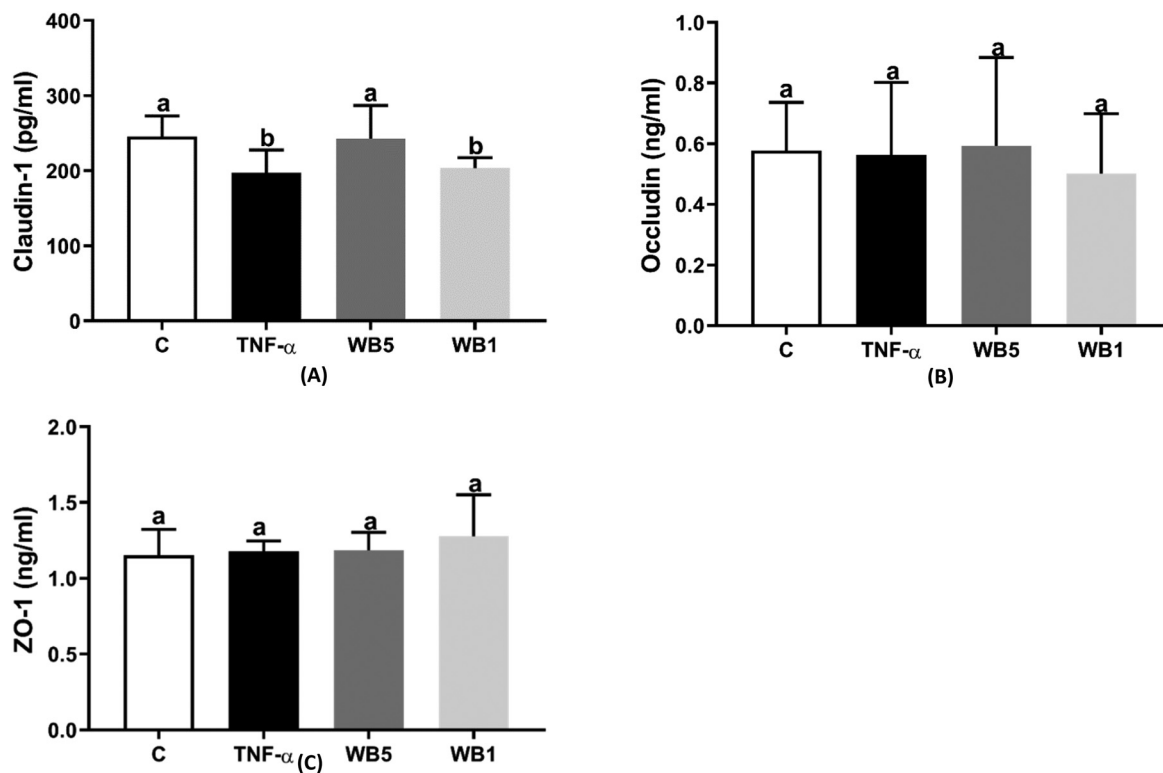 400
300
200
100
0
Claudin-1 (pg/ml)
a
b
a
b
C TNF-α WB5 WB1
(A)
1.0
0.8
0.6
0.4
0.2
0.0
Occludin (ng/ml)
a
a
a
a
C TNF-α WB5 WB1
(B)
2.0
1.5
1.0
0.5
0.0
ZO-1 (ng/ml)
a
a
a
a
C TNF-α WB5 WB1
(C)